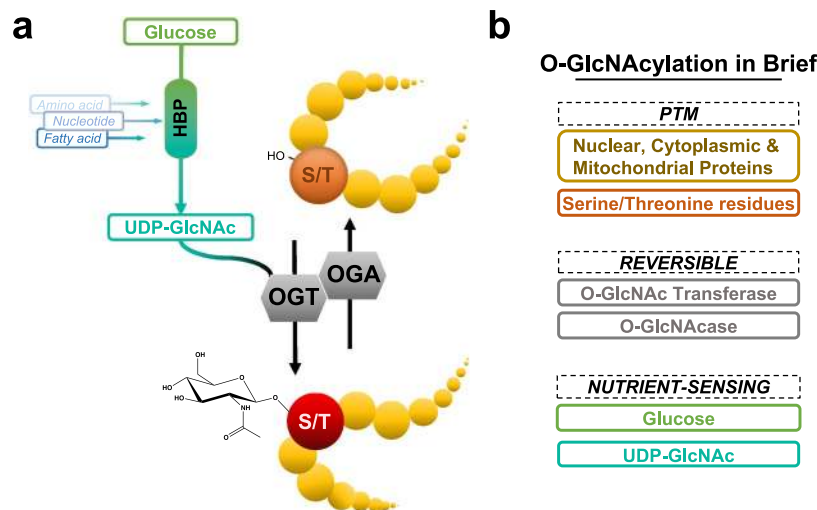 a
Glucose
Amino acid
Nucleotide
Fatty acid
HBP
UDP-GlcNAc
HO
S/T
OGT
OGA
OH
HO
HO
O
O
NH
O
S/T
b
O-GlcNAcylation in Brief
PTM
Nuclear, Cytoplasmic &
Mitochondrial Proteins
Serine/Threonine residues
REVERSIBLE
O-GlcNAc Transferase
O-GlcNAcase
NUTRIENT-SENSING
Glucose
UDP-GlcNAc